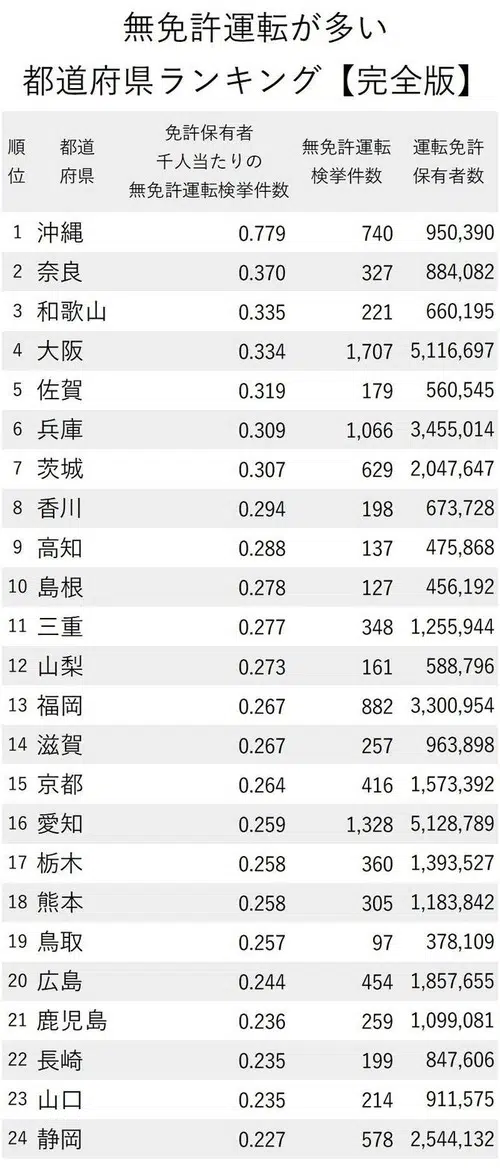 無免許運転が多い
都道府県ランキング【完全版】
順位 都道府県 免許保有者千人当たりの無免許運転検挙件数 無免許運転検挙件数 運転免許保有者数
1 沖縄 0.779 740 950,390
2 奈良 0.370 327 884,082
3 和歌山 0.335 221 660,195
4 大阪 0.334 1,707 5,116,697
5 佐賀 0.319 179 560,545
6 兵庫 0.309 1,066 3,455,014
7 茨城 0.307 629 2,047,647
8 香川 0.294 198 673,728
9 高知 0.288 137 475,868
10 島根 0.278 127 456,192
11 三重 0.277 348 1,255,944
12 山梨 0.273 161 588,796
13 福岡 0.267 882 3,300,954
14 滋賀 0.267 257 963,898
15 京都 0.264 416 1,573,392
16 愛知 0.259 1,328 5,128,789
17 栃木 0.258 360 1,393,527
18 熊本 0.258 305 1,183,842
19 鳥取 0.257 97 378,109
20 広島 0.244 454 1,857,655
21 鹿児島 0.236 259 1,099,081
22 長崎 0.235 199 847,606
23 山口 0.235 214 911,575
24 静岡 0.227 578 2,544,132